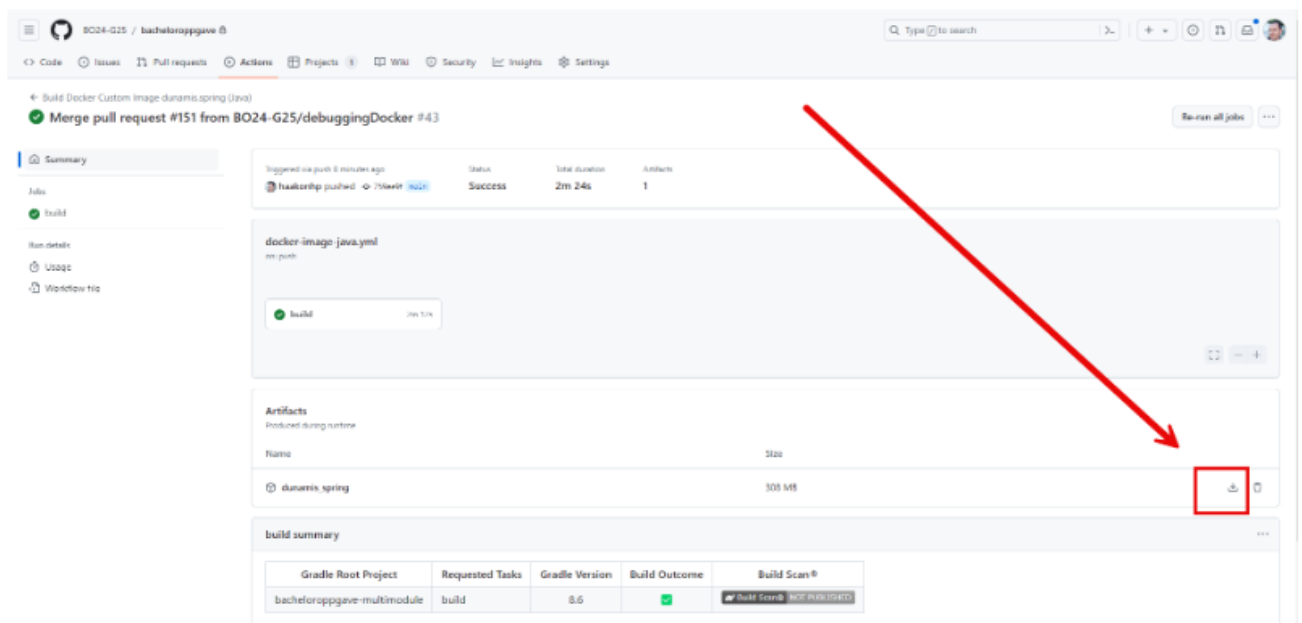 BO24-G25 / bacheloroppgave
Type / to search
Code Issues Pull requests Actions Projects Wiki Security Insights Settings
Build Docker Custom Image dunamis.spring (Java)
Merge pull request #151 from BO24-G25/debuggingDocker #43
Re-run all jobs
Summary
Jobs
build
Run details
Usage
Workflow file
Triggered via push 8 minutes ago Status Total duration Artifacts
haakonhp pushed main Success 2m 24s 1
docker-image-java.yml
on: push
build
Artifacts
Produced during runtime
Name Size
dunamis_spring 308 MB
build summary
Gradle Root Project Requested Tasks Gradle Version Build Outcome Build Scan®
bacheloroppgave-multimodule build 8.6 Build Scan® NOT PUBLISHED